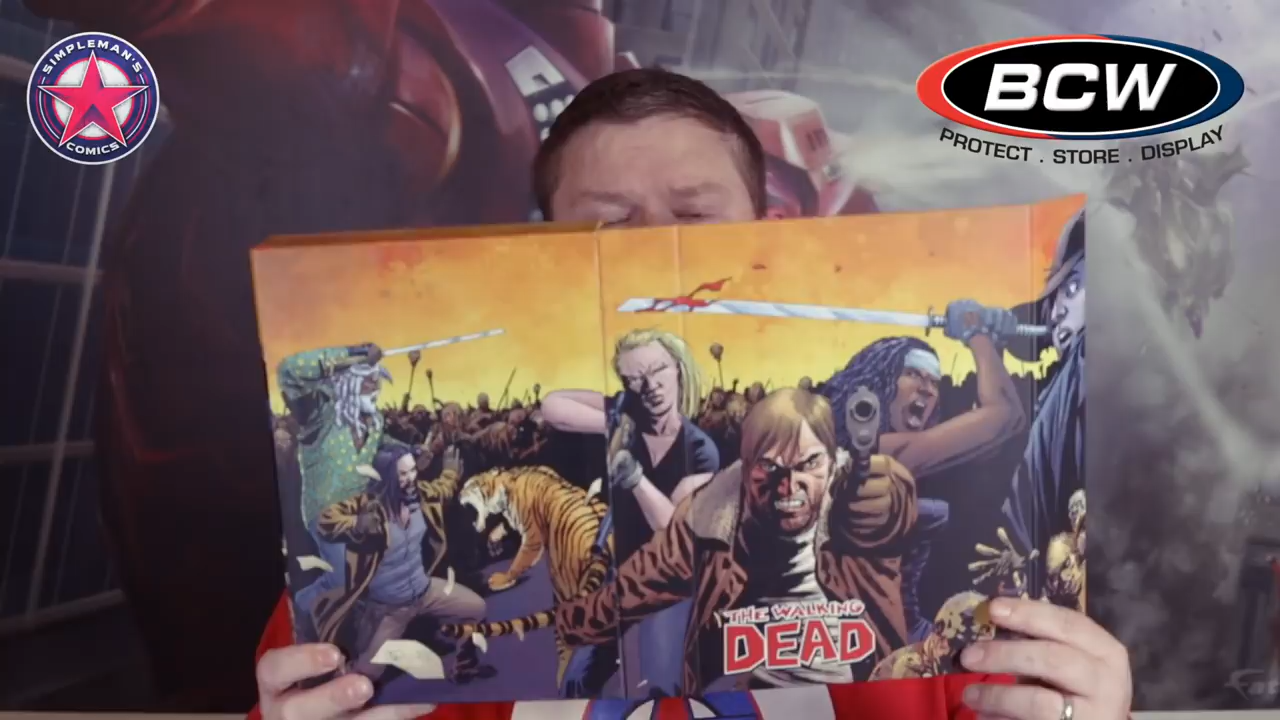 SIMPLEMAN'S
COMICS
BCW
PROTECT . STORE . DISPLAY
THE WALKING
DEAD